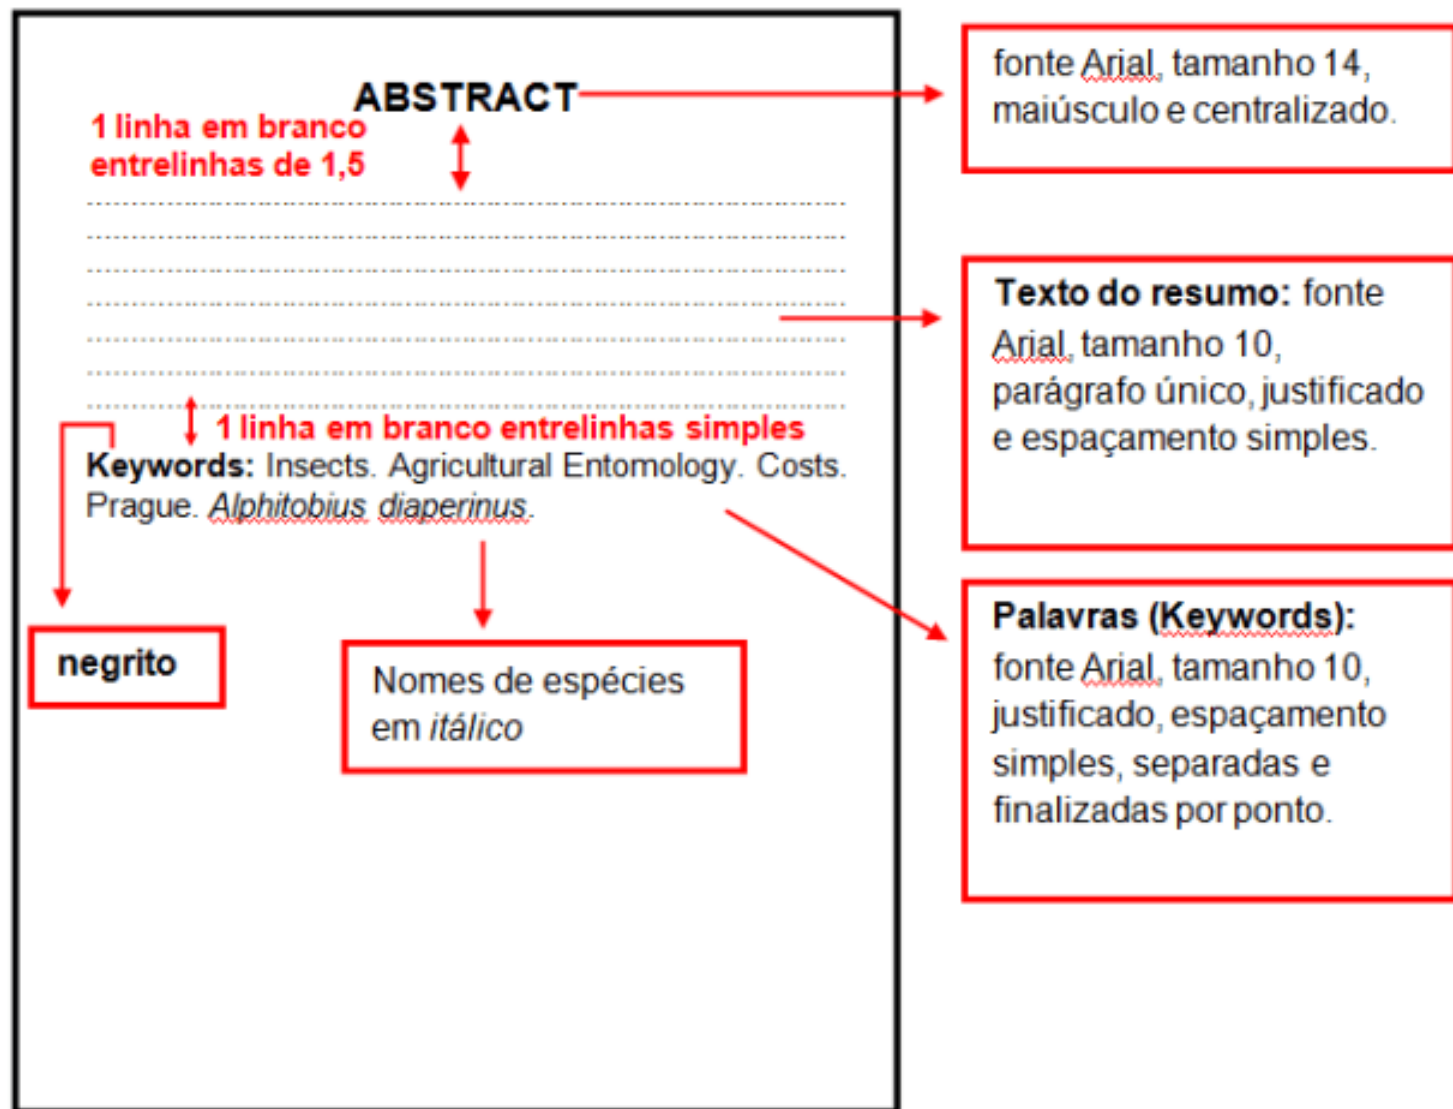 ABSTRACT
1 linha em branco
entrelinhas de 1,5
1 linha em branco entrelinhas simples
Keywords: Insects. Agricultural Entomology. Costs.
Prague. Alphitobius diaperinus.
negrito
Nomes de espécies
em itálico
fonte Arial, tamanho 14,
maiúsculo e centralizado.
Texto do resumo: fonte
Arial, tamanho 10,
parágrafo único, justificado
e espaçamento simples.
Palavras (Keywords):
fonte Arial, tamanho 10,
justificado, espaçamento
simples, separadas e
finalizadas por ponto.